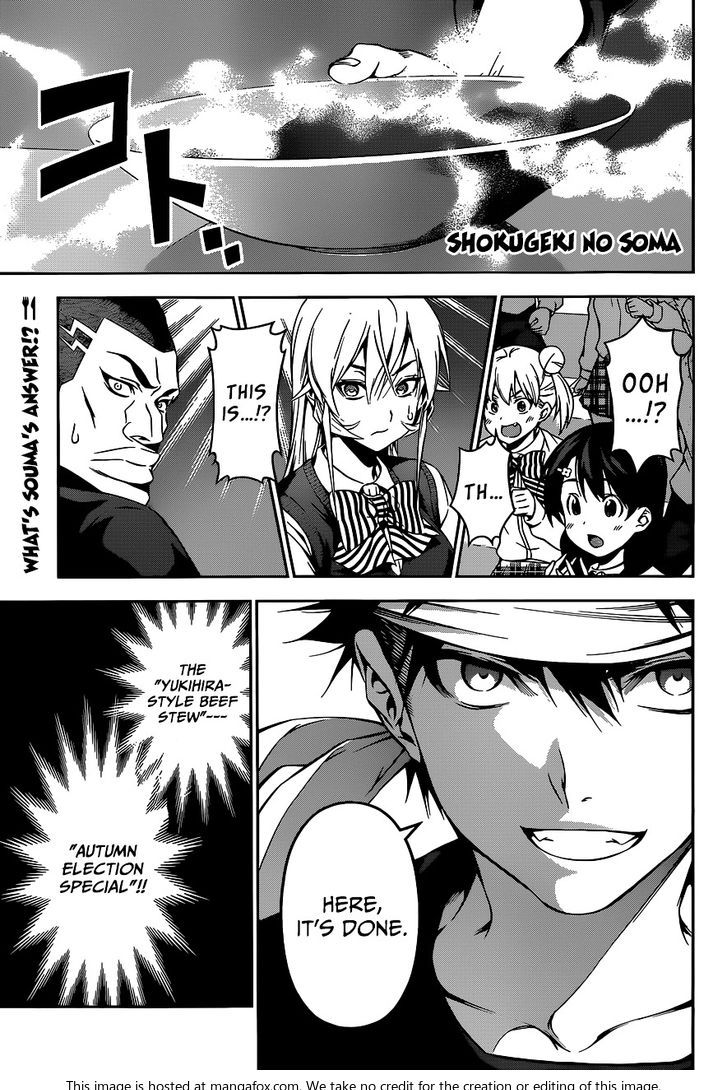 コトッ
SHOKUGEKI NO SOMA
WHAT'S SOUMA'S ANSWER!?
OOH
...!?
TH...
THIS
IS...!?
HERE,
IT'S DONE.
THE
"YUKIHIRA-
STYLE BEEF
STEW"---
"AUTUMN
ELECTION
SPECIAL"!!
This image is hosted at mangafox.com. We take no credit for the creation or editing of this image.